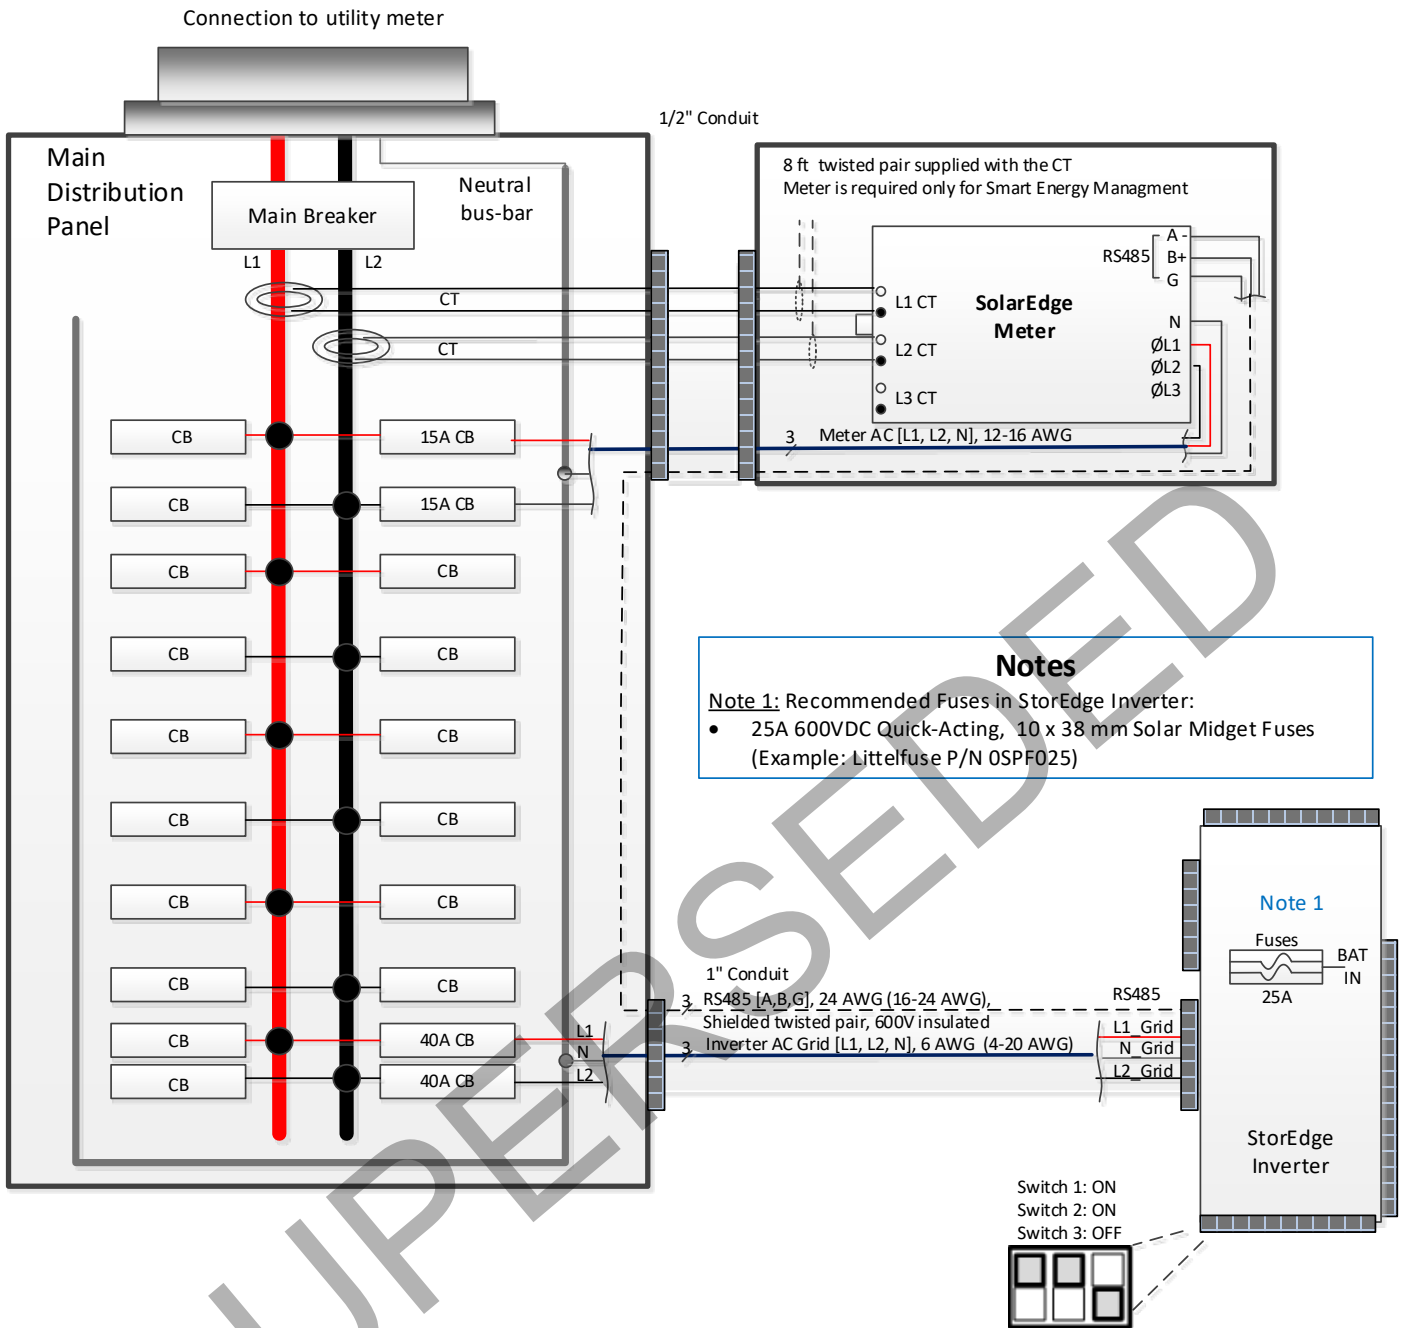 Connection to utility meter
Main
Distribution
Panel
Main Breaker
Neutral
bus-bar
L1
L2
CT
CT
1/2" Conduit
8 ft twisted pair supplied with the CT
Meter is required only for Smart Energy Managment
RS485
A -
B+
G
L1 CT
L2 CT
L3 CT
SolarEdge
Meter
N
ØL1
ØL2
ØL3
3
Meter AC [L1, L2, N], 12-16 AWG
CB
15A CB
CB
15A CB
CB
CB
CB
CB
CB
CB
CB
CB
CB
CB
CB
CB
CB
40A CB
CB
40A CB
L1
N
L2
Notes
Note 1: Recommended Fuses in StorEdge Inverter:
• 25A 600VDC Quick-Acting, 10 x 38 mm Solar Midget Fuses
(Example: Littelfuse P/N 0SPF025)
1" Conduit
3
RS485 [A,B,G], 24 AWG (16-24 AWG),
Shielded twisted pair, 600V insulated
3
Inverter AC Grid [L1, L2, N], 6 AWG (4-20 AWG)
RS485
L1_Grid
N_Grid
L2_Grid
Note 1
Fuses
25A
BAT
IN
StorEdge
Inverter
Switch 1: ON
Switch 2: ON
Switch 3: OFF
UPERSEDED